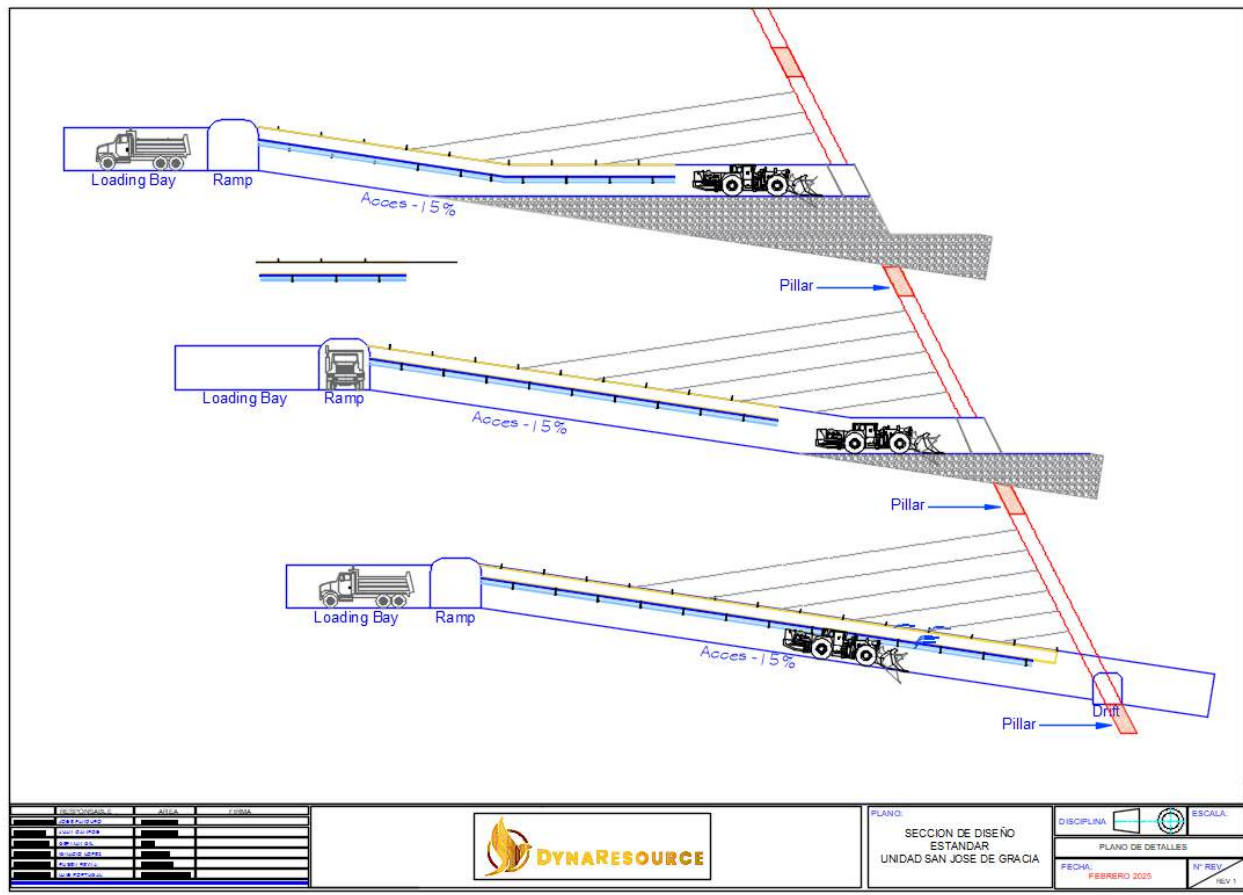 Loading Bay
Ramp
Acces -15%
Pillar
Loading Bay
Ramp
Acces -15%
Pillar
Loading Bay
Ramp
Acces -15%
Drift
Pillar
RESPONSABLE
AREA
FIRMA
DYNARESOURCE
PLANO:
SECCION DE DISEÑO
ESTANDAR
UNIDAD SAN JOSE DE GRACIA
DISCIPLINA
ESCALA:
PLANO DE DETALLES
FECHA:
FEBRERO 2025
N° REV
REV 1